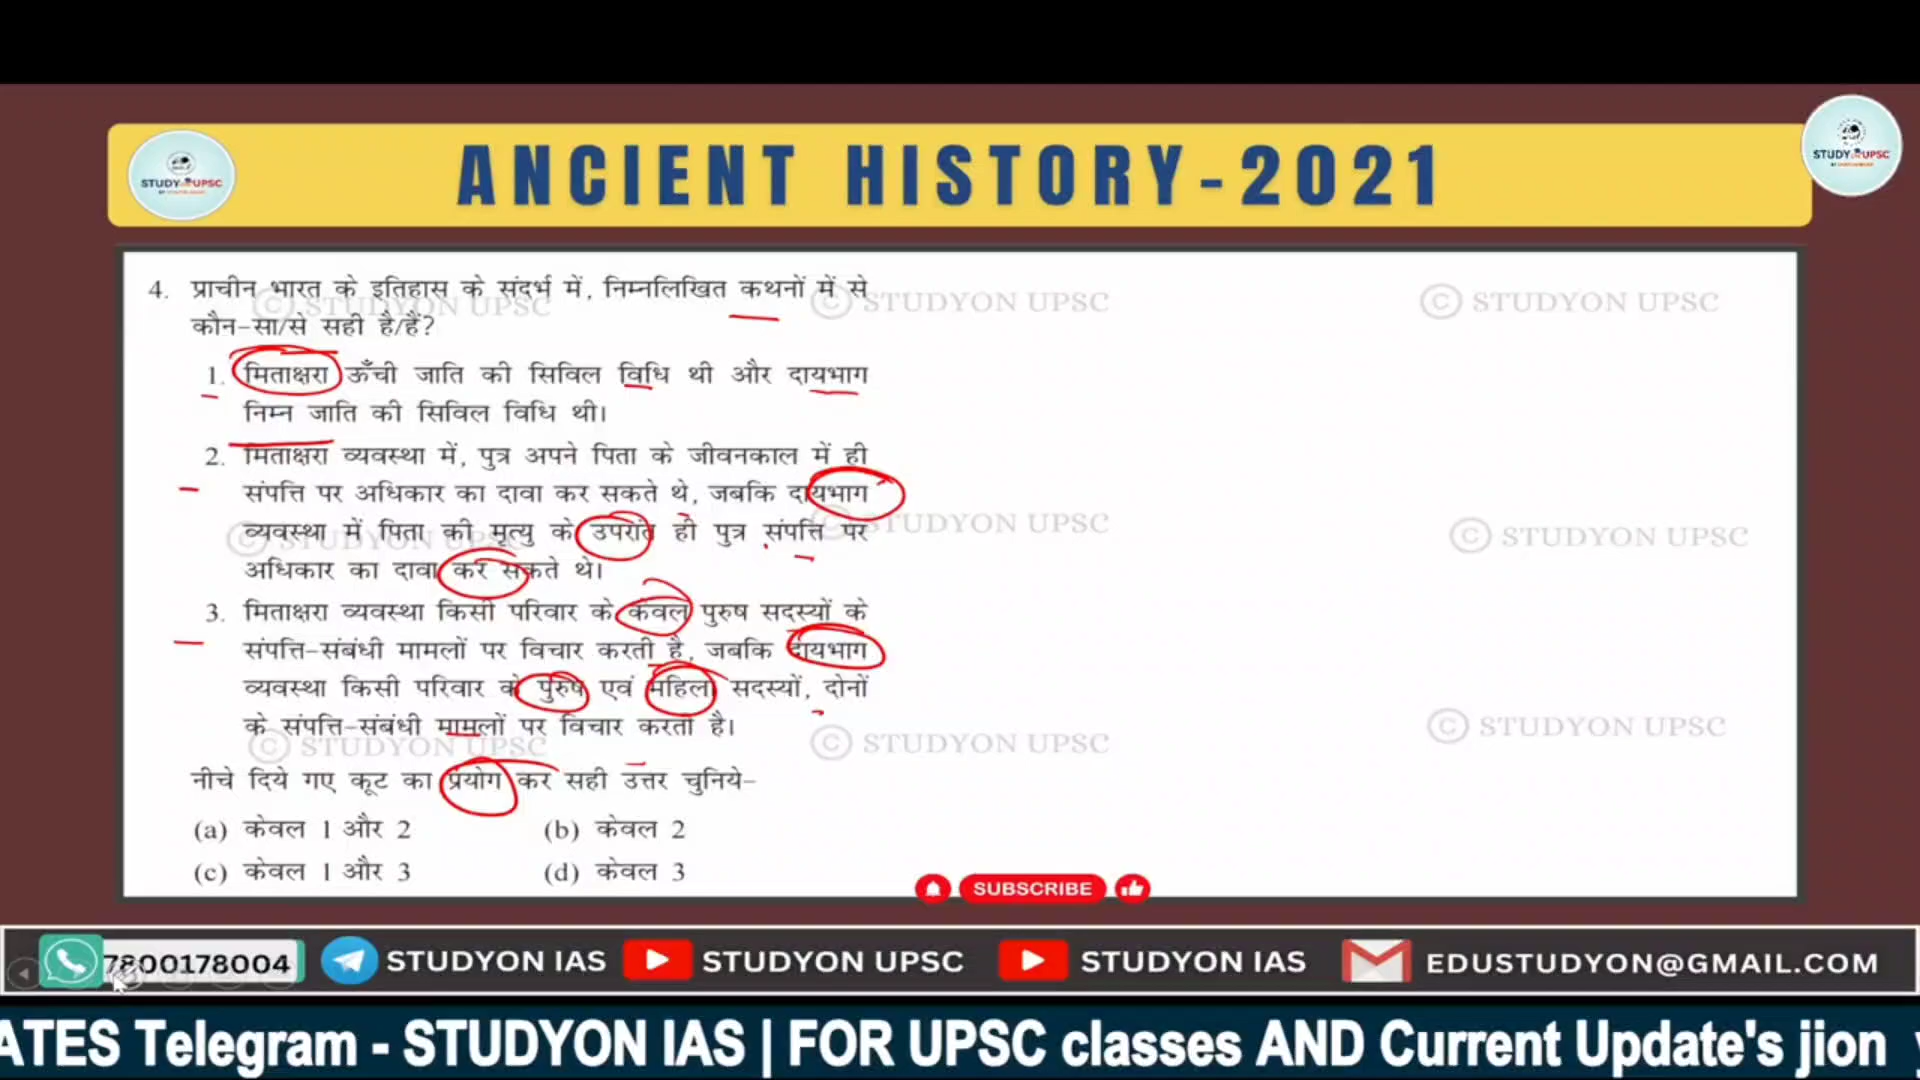 STUDYON UPSC
ANCIENT HISTORY-2021
STUDYON UPSC
4. प्राचीन भारत के इतिहास के संदर्भ में, निम्नलिखित कथनों में से
कौन-सा/से सही है/हैं?
© STUDYON UPSC
© STUDYON UPSC
© STUDYON UPSC
1. मिताक्षरा ऊँची जाति की सिविल विधि थी और दायभाग
निम्न जाति की सिविल विधि थी।
2. मिताक्षरा व्यवस्था में, पुत्र अपने पिता के जीवनकाल में ही
संपत्ति पर अधिकार का दावा कर सकते थे, जबकि दायभाग
व्यवस्था में पिता की मृत्यु के उपरांत ही पुत्र संपत्ति पर
अधिकार का दावा कर सकते थे।
© STUDYON UPSC
© STUDYON UPSC
© STUDYON UPSC
3. मिताक्षरा व्यवस्था किसी परिवार के केवल पुरुष सदस्यों के
संपत्ति-संबंधी मामलों पर विचार करती है, जबकि दायभाग
व्यवस्था किसी परिवार के पुरुष एवं महिला सदस्यों, दोनों
के संपत्ति-संबंधी मामलों पर विचार करती है।
© STUDYON UPSC
© STUDYON UPSC
© STUDYON UPSC
नीचे दिये गए कूट का प्रयोग कर सही उत्तर चुनिये-
(a) केवल 1 और 2 (b) केवल 2
(c) केवल 1 और 3 (d) केवल 3
SUBSCRIBE
7800178004 STUDYON IAS STUDYON UPSC STUDYON IAS EDUSTUDYON@GMAIL.COM
ATES Telegram - STUDYON IAS | FOR UPSC classes AND Current Update's jion